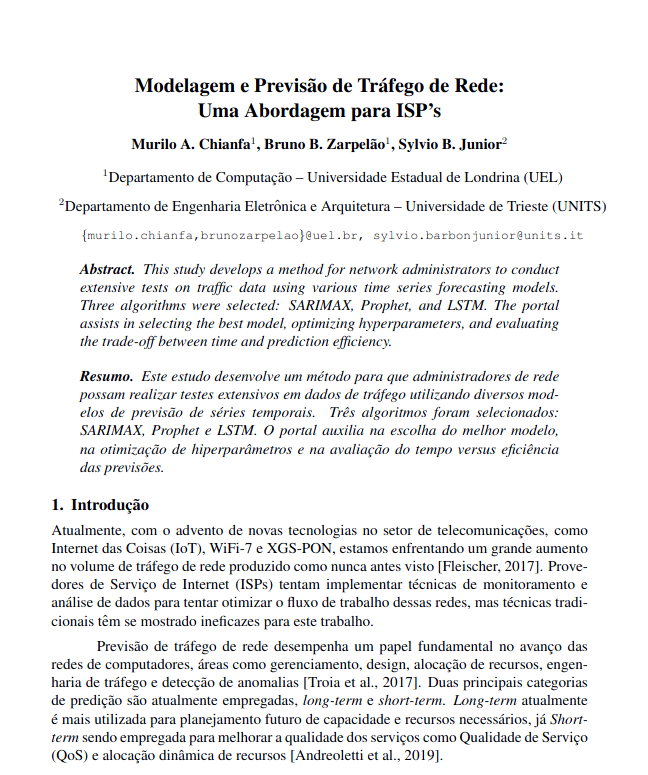 Modelagem e Previsão de Tráfego de Rede:
Uma Abordagem para ISP's
Murilo A. Chianfa1, Bruno B. Zarpelão1, Sylvio B. Junior2
1Departamento de Computação – Universidade Estadual de Londrina (UEL)
2Departamento de Engenharia Eletrônica e Arquitetura – Universidade de Trieste (UNITS)
{murilo.chianfa,brunozarpelao}@uel.br, sylvio.barbonjunior@units.it
Abstract. This study develops a method for network administrators to conduct
extensive tests on traffic data using various time series forecasting models.
Three algorithms were selected: SARIMAX, Prophet, and LSTM. The portal
assists in selecting the best model, optimizing hyperparameters, and evaluating
the trade-off between time and prediction efficiency.
Resumo. Este estudo desenvolve um método para que administradores de rede
possam realizar testes extensivos em dados de tráfego utilizando diversos mod-
elos de previsão de séries temporais. Três algoritmos foram selecionados:
SARIMAX, Prophet e LSTM. O portal auxilia na escolha do melhor modelo,
na otimização de hiperparâmetros e na avaliação do tempo versus eficiência
das previsões.
1. Introdução
Atualmente, com o advento de novas tecnologias no setor de telecomunicações, como
Internet das Coisas (IoT), WiFi-7 e XGS-PON, estamos enfrentando um grande aumento
no volume de tráfego de rede produzido como nunca antes visto [Fleischer, 2017]. Prove-
dores de Serviço de Internet (ISPs) tentam implementar técnicas de monitoramento e
análise de dados para tentar otimizar o fluxo de trabalho dessas redes, mas técnicas tradi-
cionais têm se mostrado ineficazes para este trabalho.
Previsão de tráfego de rede desempenha um papel fundamental no avanço das
redes de computadores, áreas como gerenciamento, design, alocação de recursos, engen-
haria de tráfego e detecção de anomalias [Troia et al., 2017]. Duas principais categorias
de predição são atualmente empregadas, long-term e short-term. Long-term atualmente
é mais utilizada para planejamento futuro de capacidade e recursos necessários, já Short-
term sendo empregada para melhorar a qualidade dos serviços como Qualidade de Serviço
(QoS) e alocação dinâmica de recursos [Andreoletti et al., 2019].